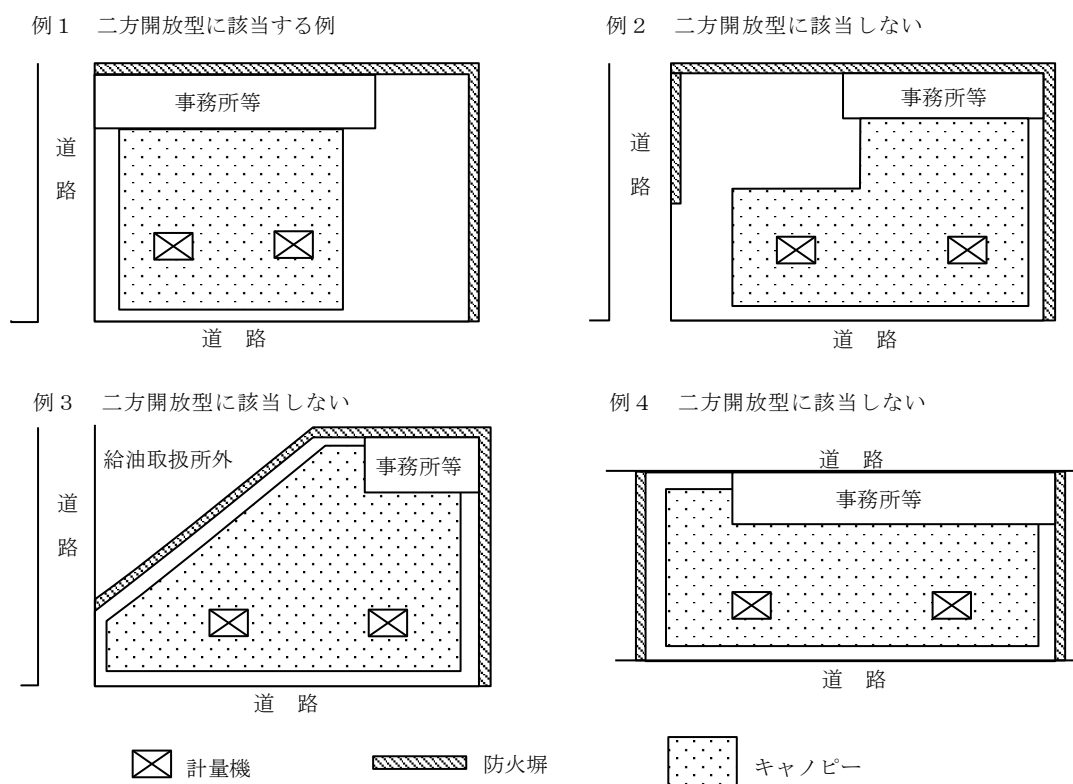 例１　二方開放型に該当する例
事務所等
道
路
道　路
例２　二方開放型に該当しない
事務所等
道
路
道　路
例３　二方開放型に該当しない
給油取扱所外
事務所等
道
路
道　路
例４　二方開放型に該当しない
道　路
事務所等
道　路
計量機
防火塀
キャノピー